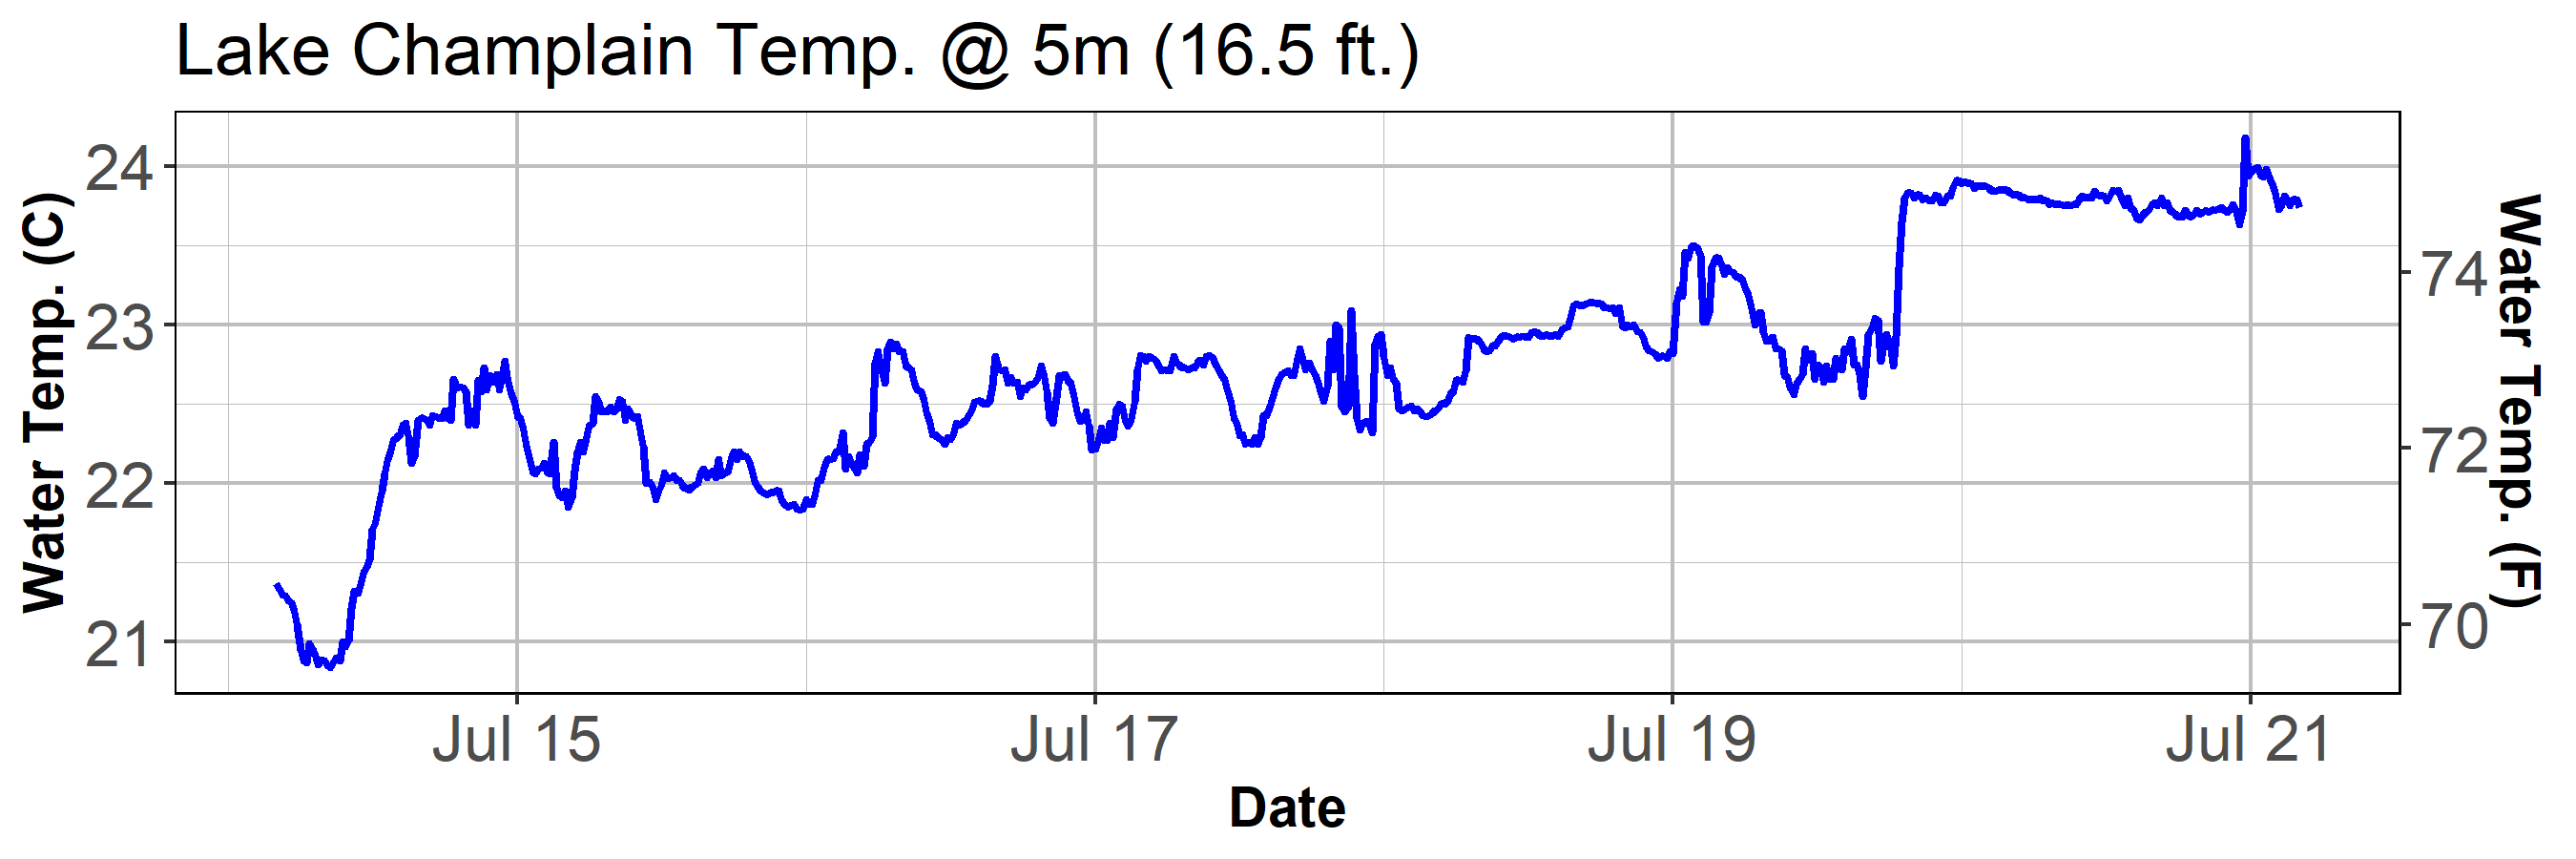 Lake Champlain Temp. @ 5m (16.5 ft.)
Water Temp. (C)
24
23
22
21
74
72
70
Water Temp. (F)
Jul 15
Jul 17
Jul 19
Jul 21
Date